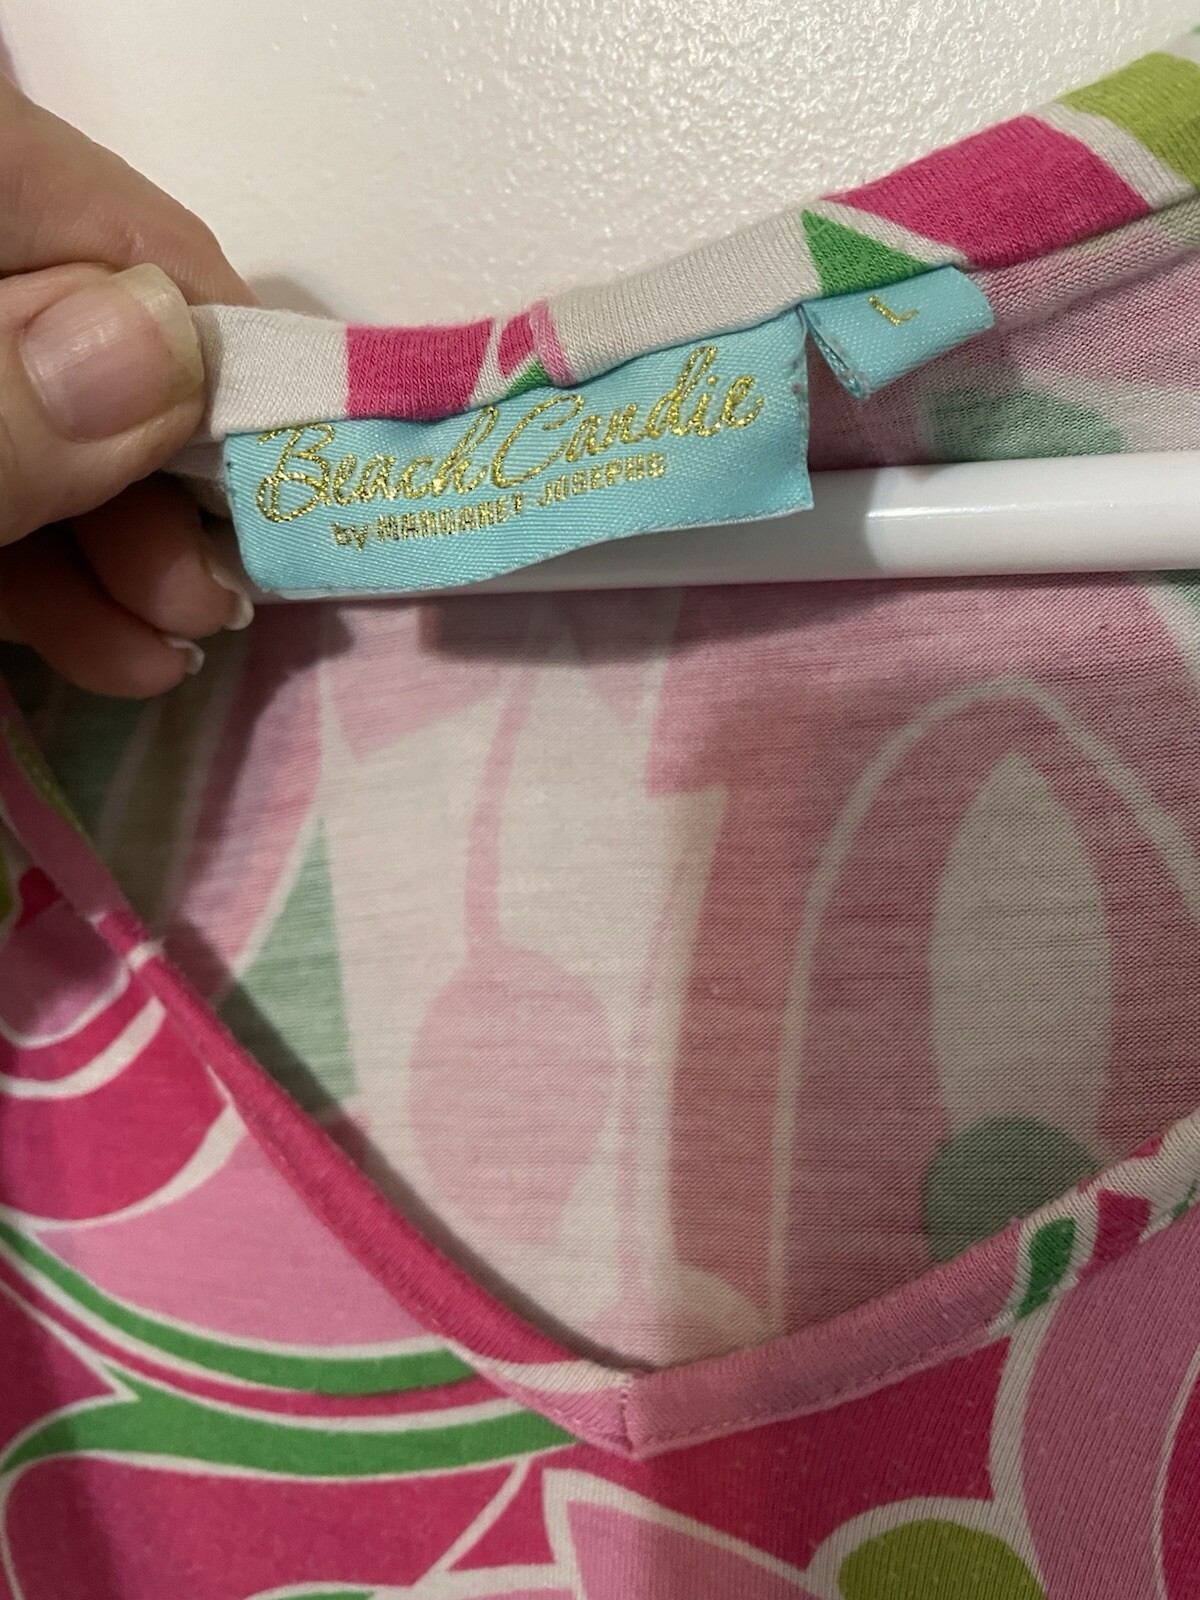 Beach Candie
by MARGARET JOSEPHS
L